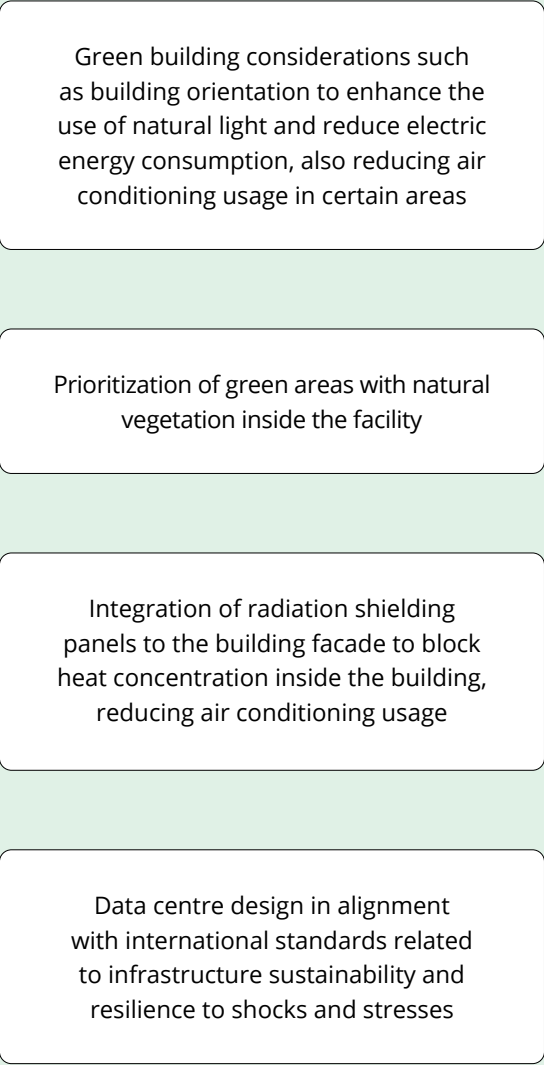 Green building considerations such
as building orientation to enhance the
use of natural light and reduce electric
energy consumption, also reducing air
conditioning usage in certain areas
Prioritization of green areas with natural
vegetation inside the facility
Integration of radiation shielding
panels to the building facade to block
heat concentration inside the building,
reducing air conditioning usage
Data centre design in alignment
with international standards related
to infrastructure sustainability and
resilience to shocks and stresses